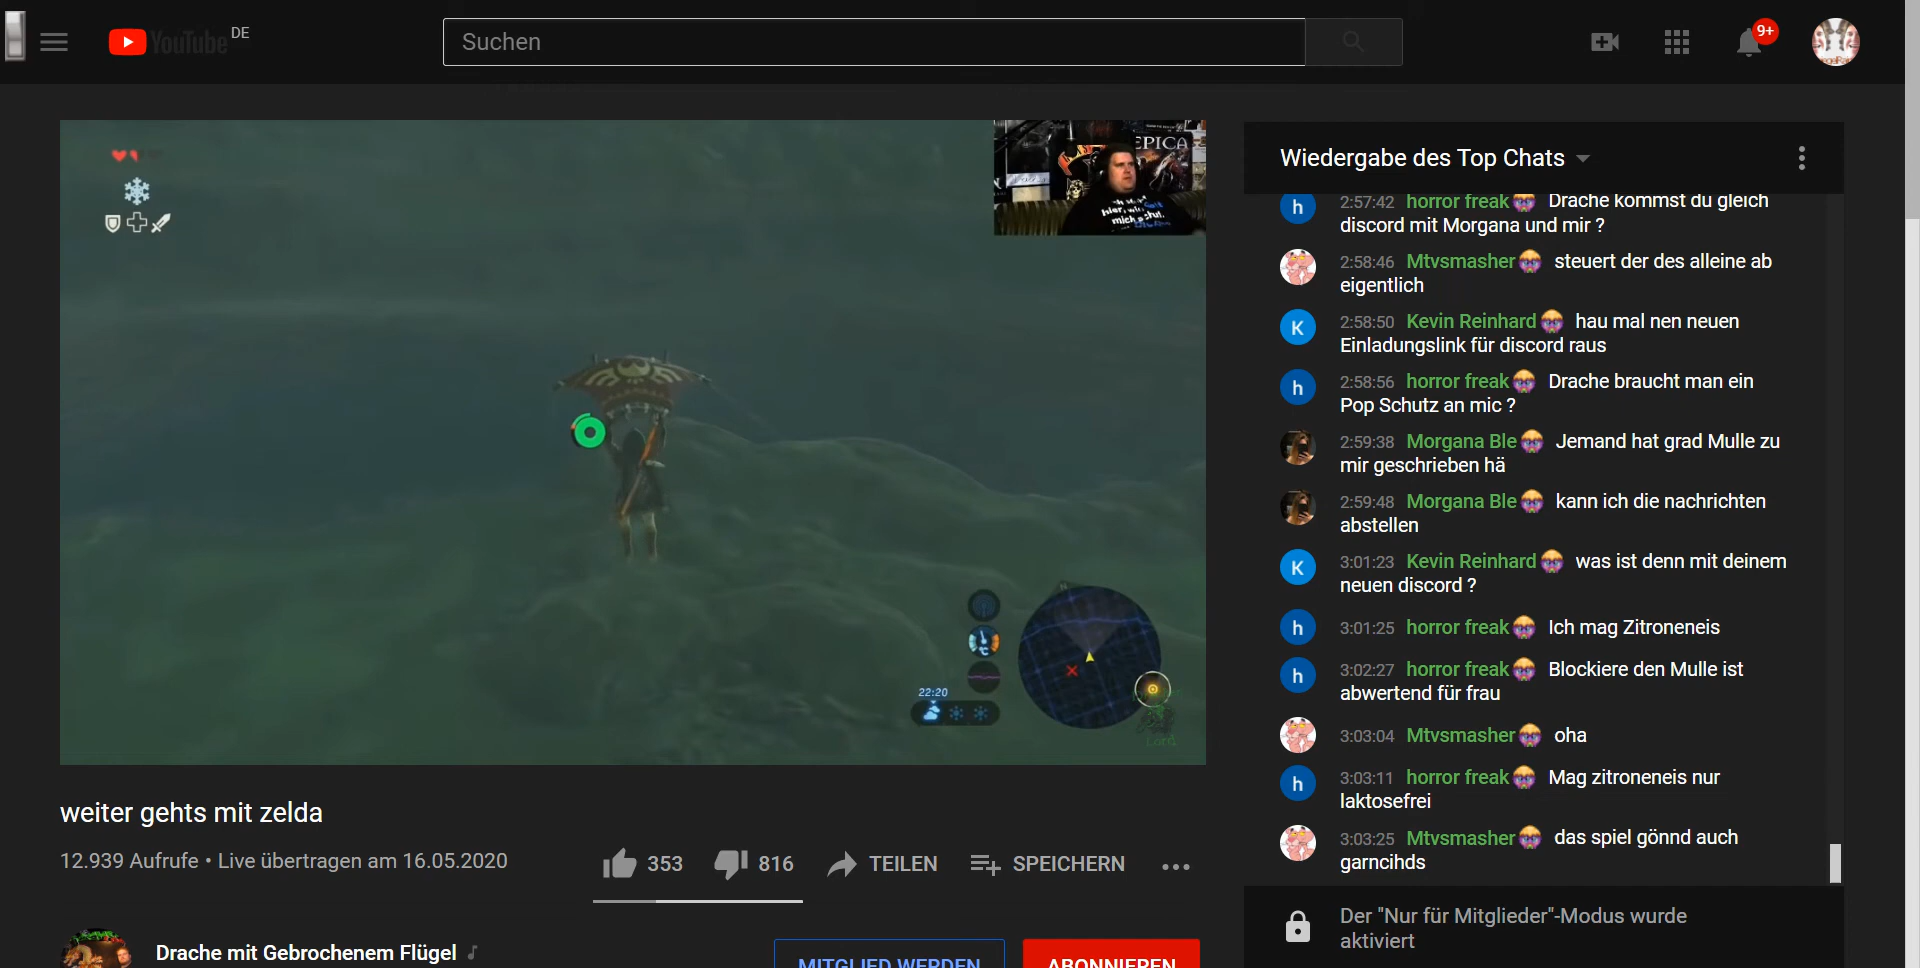 YouTube DE
Suchen
9+
EPICA
22:20
Wiedergabe des Top Chats
h 2:57:42 horror freak Drache kommst du gleich
discord mit Morgana und mir ?
2:58:46 Mtvsmasher steuert der des alleine ab
eigentlich
K 2:58:50 Kevin Reinhard hau mal nen neuen
Einladungslink für discord raus
h 2:58:56 horror freak Drache braucht man ein
Pop Schutz an mic ?
2:59:38 Morgana Ble Jemand hat grad Mulle zu
mir geschrieben hä
2:59:48 Morgana Ble kann ich die nachrichten
abstellen
K 3:01:23 Kevin Reinhard was ist denn mit deinem
neuen discord ?
h 3:01:25 horror freak Ich mag Zitroneneis
h 3:02:27 horror freak Blockiere den Mulle ist
abwertend für frau
3:03:04 Mtvsmasher oha
h 3:03:11 horror freak Mag zitroneneis nur
laktosefrei
3:03:25 Mtvsmasher das spiel gönnd auch
garncihds
Der "Nur für Mitglieder"-Modus wurde
aktiviert
weiter gehts mit zelda
12.939 Aufrufe • Live übertragen am 16.05.2020
353 816 TEILEN SPEICHERN
Drache mit Gebrochenem Flügel
MITGLIED WERDEN
ABONNIEREN